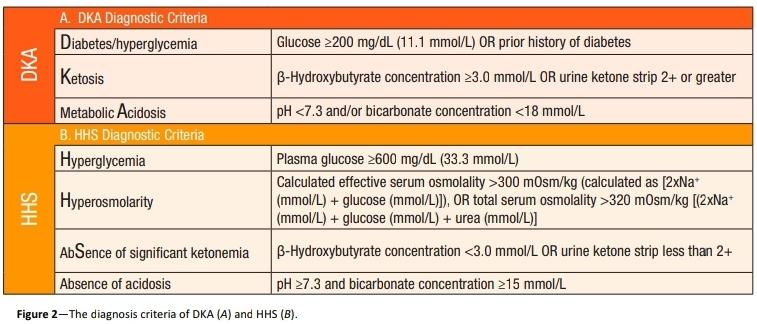 DKA
A. DKA Diagnostic Criteria
Diabetes/hyperglycemia
Glucose ≥200 mg/dL (11.1 mmol/L) OR prior history of diabetes
Ketosis
β-Hydroxybutyrate concentration ≥3.0 mmol/L OR urine ketone strip 2+ or greater
Metabolic Acidosis
pH <7.3 and/or bicarbonate concentration <18 mmol/L
HHS
B. HHS Diagnostic Criteria
Hyperglycemia
Plasma glucose ≥600 mg/dL (33.3 mmol/L)
Hyperosmolarity
Calculated effective serum osmolality >300 mOsm/kg (calculated as [2xNa⁺
(mmol/L) + glucose (mmol/L)]), OR total serum osmolality >320 mOsm/kg [(2xNa⁺
(mmol/L) + glucose (mmol/L) + urea (mmol/L)]
AbSence of significant ketonemia
β-Hydroxybutyrate concentration <3.0 mmol/L OR urine ketone strip less than 2+
Absence of acidosis
pH ≥7.3 and bicarbonate concentration ≥15 mmol/L
Figure 2—The diagnosis criteria of DKA (A) and HHS (B).